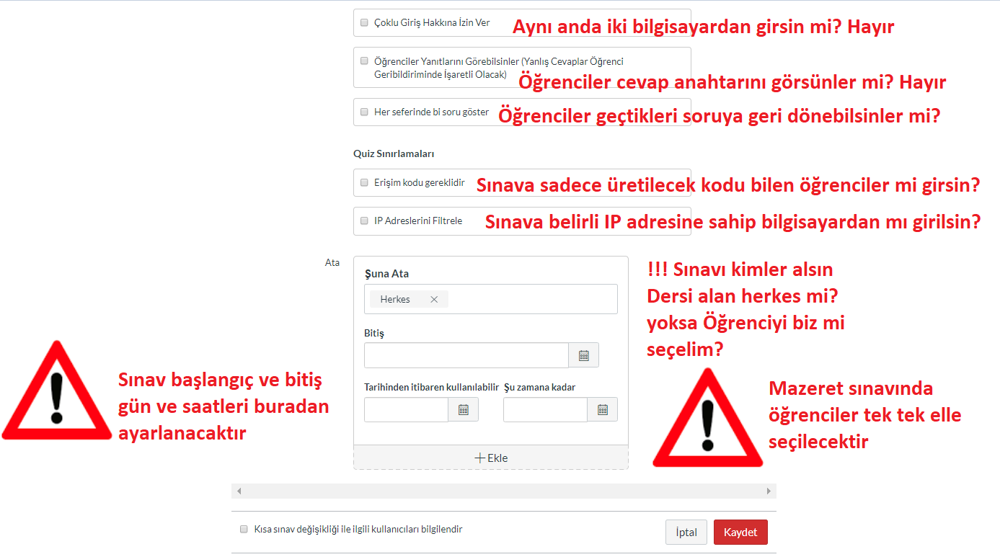 Çoklu Giriş Hakkına İzin Ver
Aynı anda iki bilgisayardan girsin mi? Hayır
Öğrenciler Yanıtlarını Görebilsinler (Yanlış Cevaplar Öğrenci
Geribildiriminde İşaretli Olacak)
Öğrenciler cevap anahtarını görsünler mi? Hayır
Her seferinde bi soru göster
Öğrenciler geçtikleri soruya geri dönebilsinler mi?
Quiz Sınırlamaları
Erişim kodu gereklidir
Sınava sadece üretilecek kodu bilen öğrenciler mi girsin?
IP Adreslerini Filtrele
Sınava belirli IP adresine sahip bilgisayardan mı girilsin?
Ata
Şuna Ata
Herkes
Bitiş
Tarihinden itibaren kullanılabilir
Şu zamana kadar
Ekle
!!! Sınavı kimler alsın
Dersi alan herkes mi?
yoksa Öğrenciyi biz mi
seçelim?
Sınav başlangıç ve bitiş
gün ve saatleri buradan
ayarlanacaktır
Mazeret sınavında
öğrenciler tek tek elle
seçilecektir
Kısa sınav değişikliği ile ilgili kullanıcıları bilgilendir
İptal
Kaydet